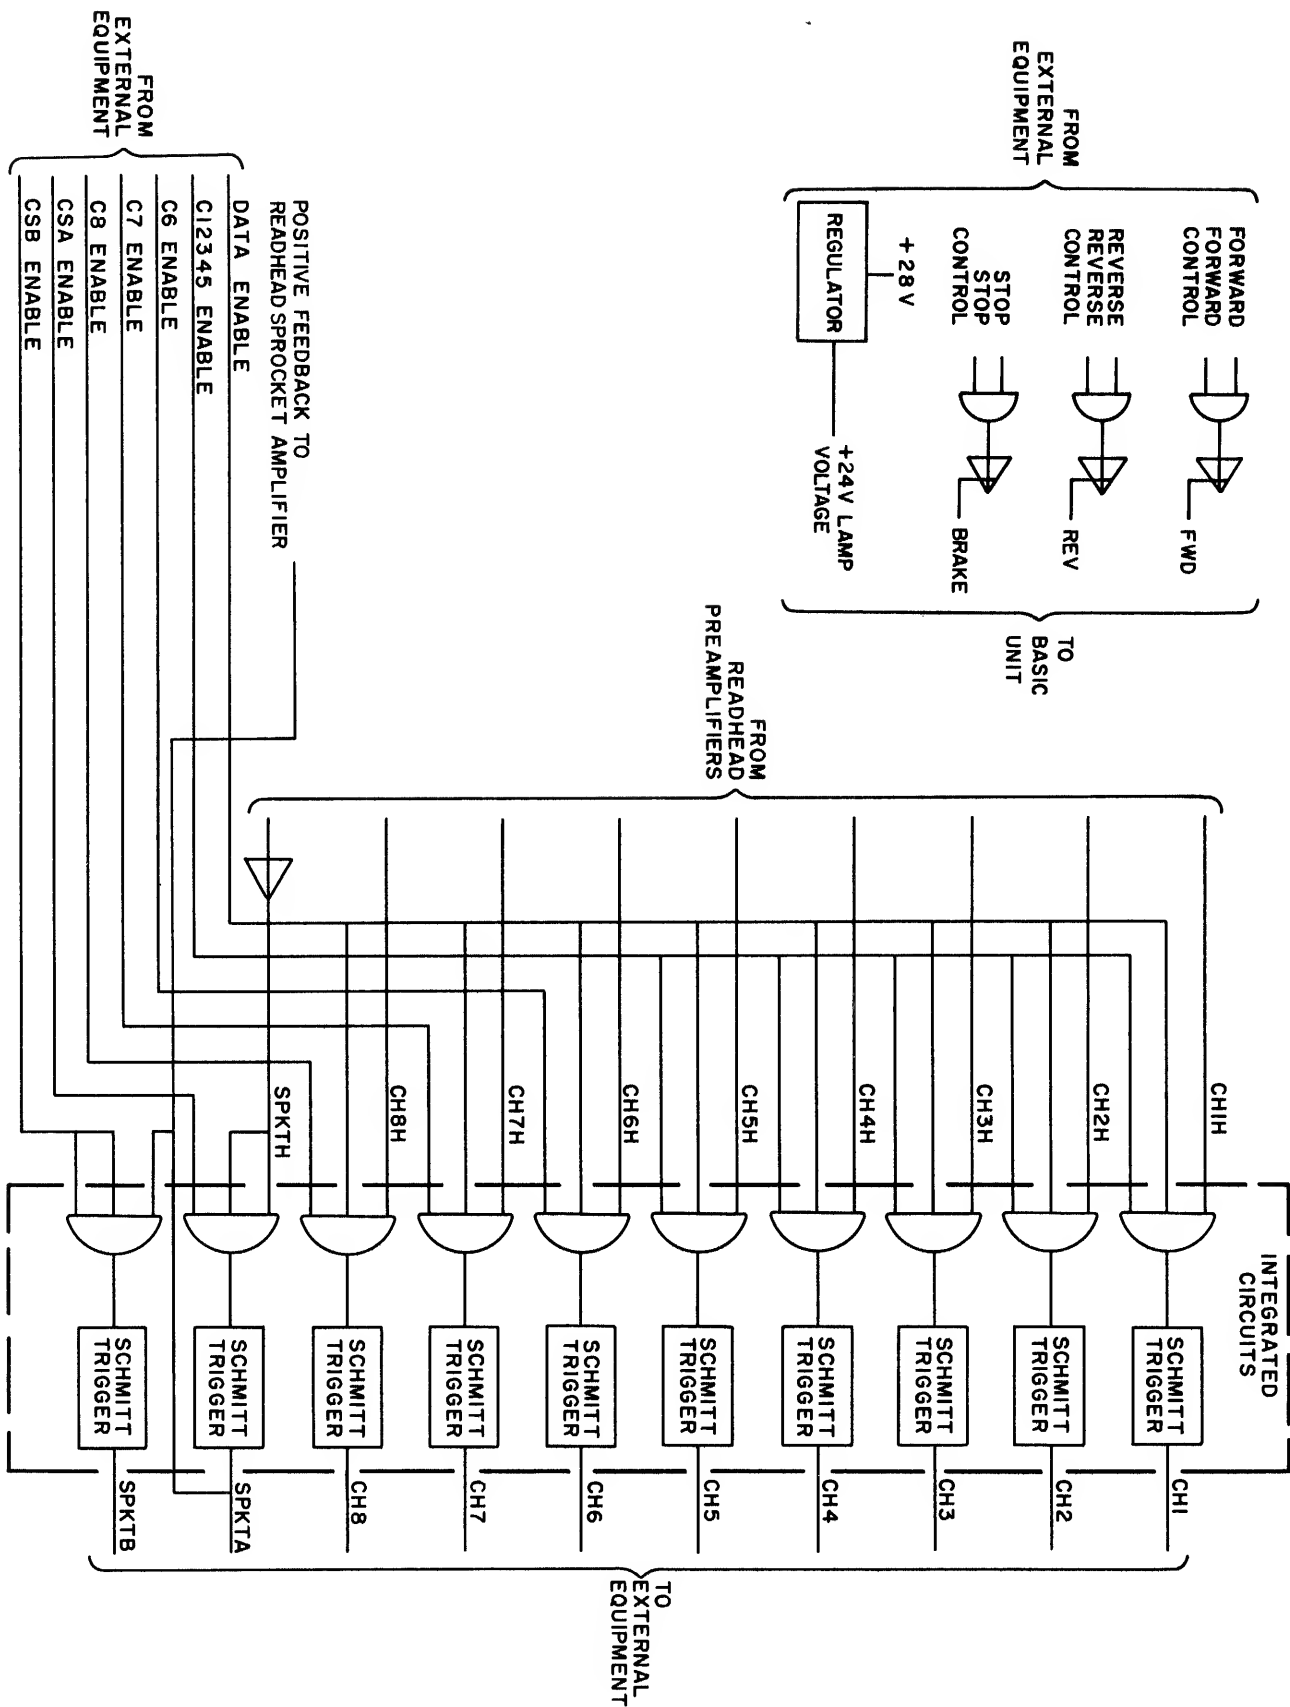 FROM
EXTERNAL
EQUIPMENT
FORWARD
FORWARD
CONTROL
REVERSE
REVERSE
CONTROL
STOP
STOP
CONTROL
+28V
REGULATOR
FWD
REV
BRAKE
+24V LAMP
VOLTAGE
TO
BASIC
UNIT
FROM
READHEAD
PREAMPLIFIERS
CH1H
CH2H
CH3H
CH4H
CH5H
CH6H
CH7H
CH8H
SPKTH
POSITIVE FEEDBACK TO
READHEAD SPROCKET AMPLIFIER
FROM
EXTERNAL
EQUIPMENT
DATA ENABLE
C12345 ENABLE
C6 ENABLE
C7 ENABLE
C8 ENABLE
CSA ENABLE
CSB ENABLE
INTEGRATED
CIRCUITS
SCHMITT
TRIGGER
CH1
SCHMITT
TRIGGER
CH2
SCHMITT
TRIGGER
CH3
SCHMITT
TRIGGER
CH4
SCHMITT
TRIGGER
CH5
SCHMITT
TRIGGER
CH6
SCHMITT
TRIGGER
CH7
SCHMITT
TRIGGER
CH8
SCHMITT
TRIGGER
SPKTA
SCHMITT
TRIGGER
SPKTB
TO
EXTERNAL
EQUIPMENT